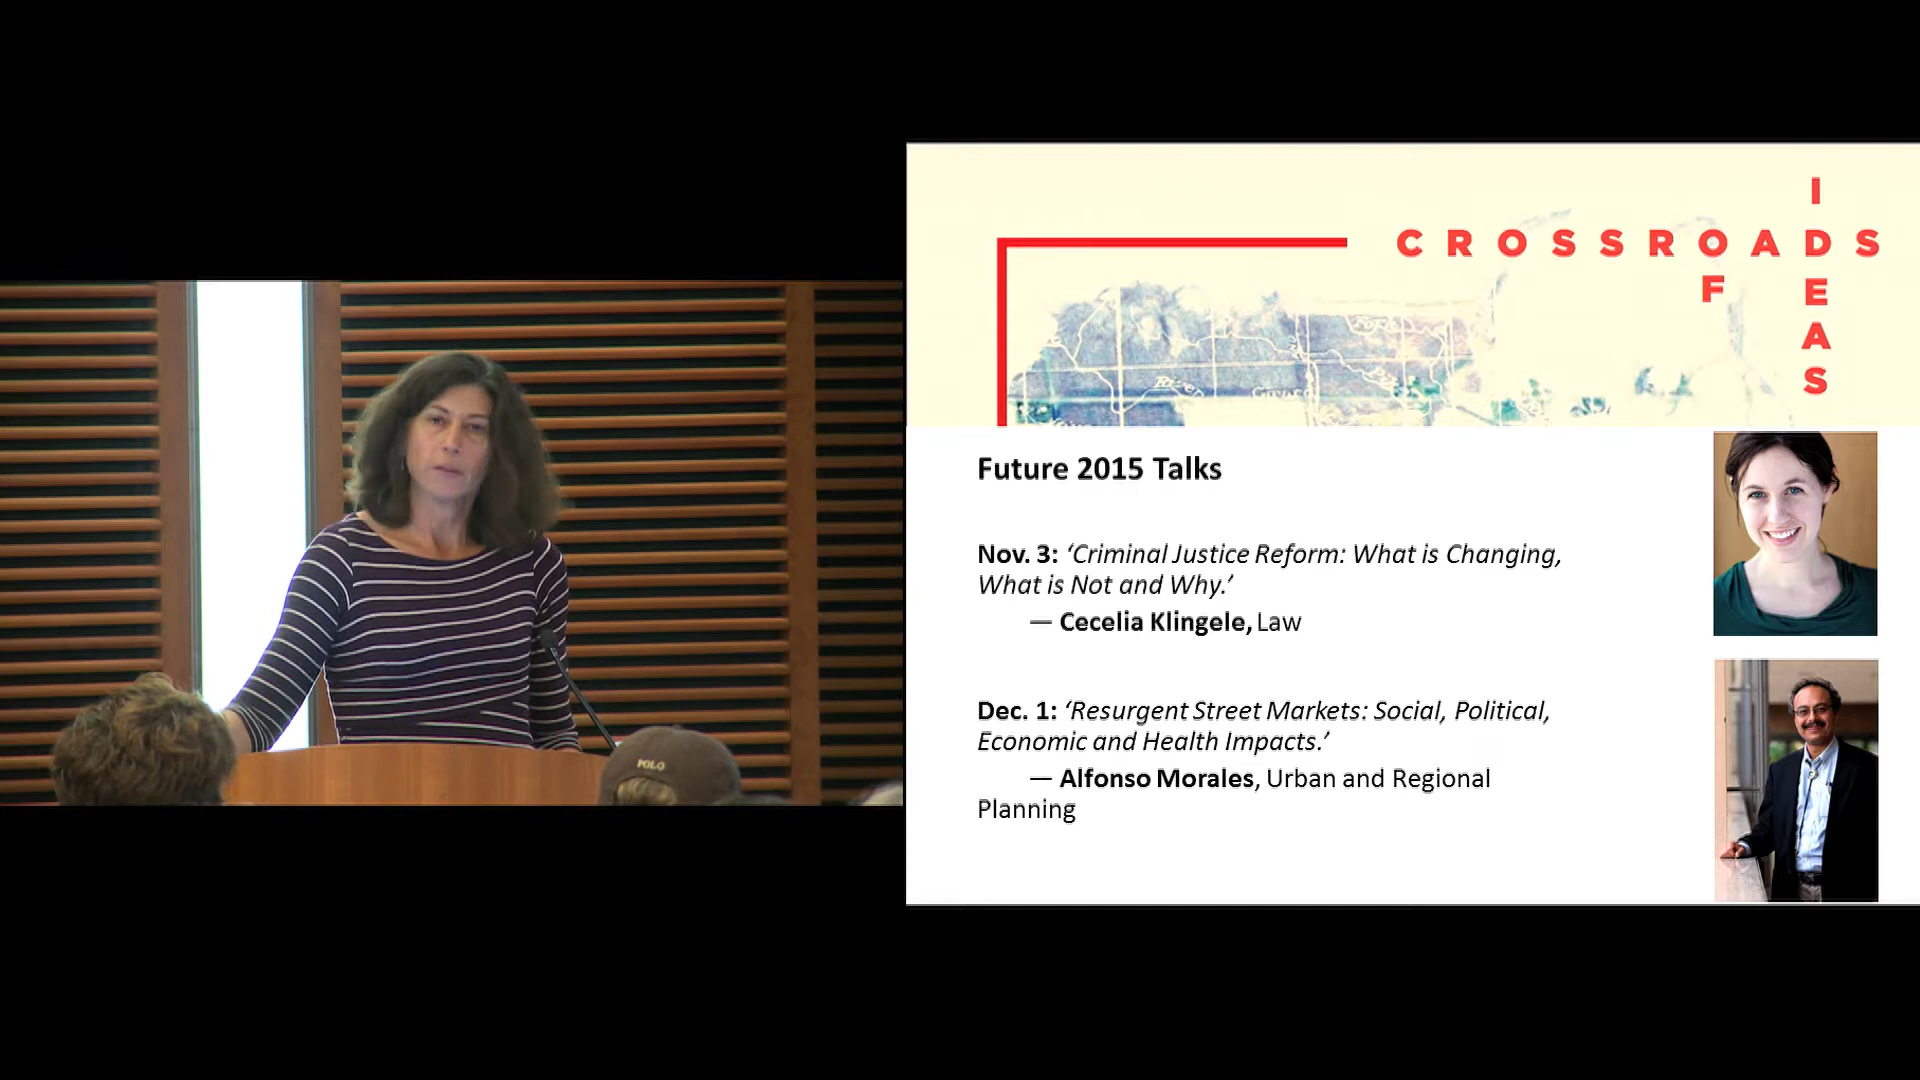 CROSSROADS
OF
IDEAS
Future 2015 Talks
Nov. 3: ‘Criminal Justice Reform: What is Changing,
What is Not and Why.’
— Cecelia Klingele, Law
Dec. 1: ‘Resurgent Street Markets: Social, Political,
Economic and Health Impacts.’
— Alfonso Morales, Urban and Regional
Planning
POLO